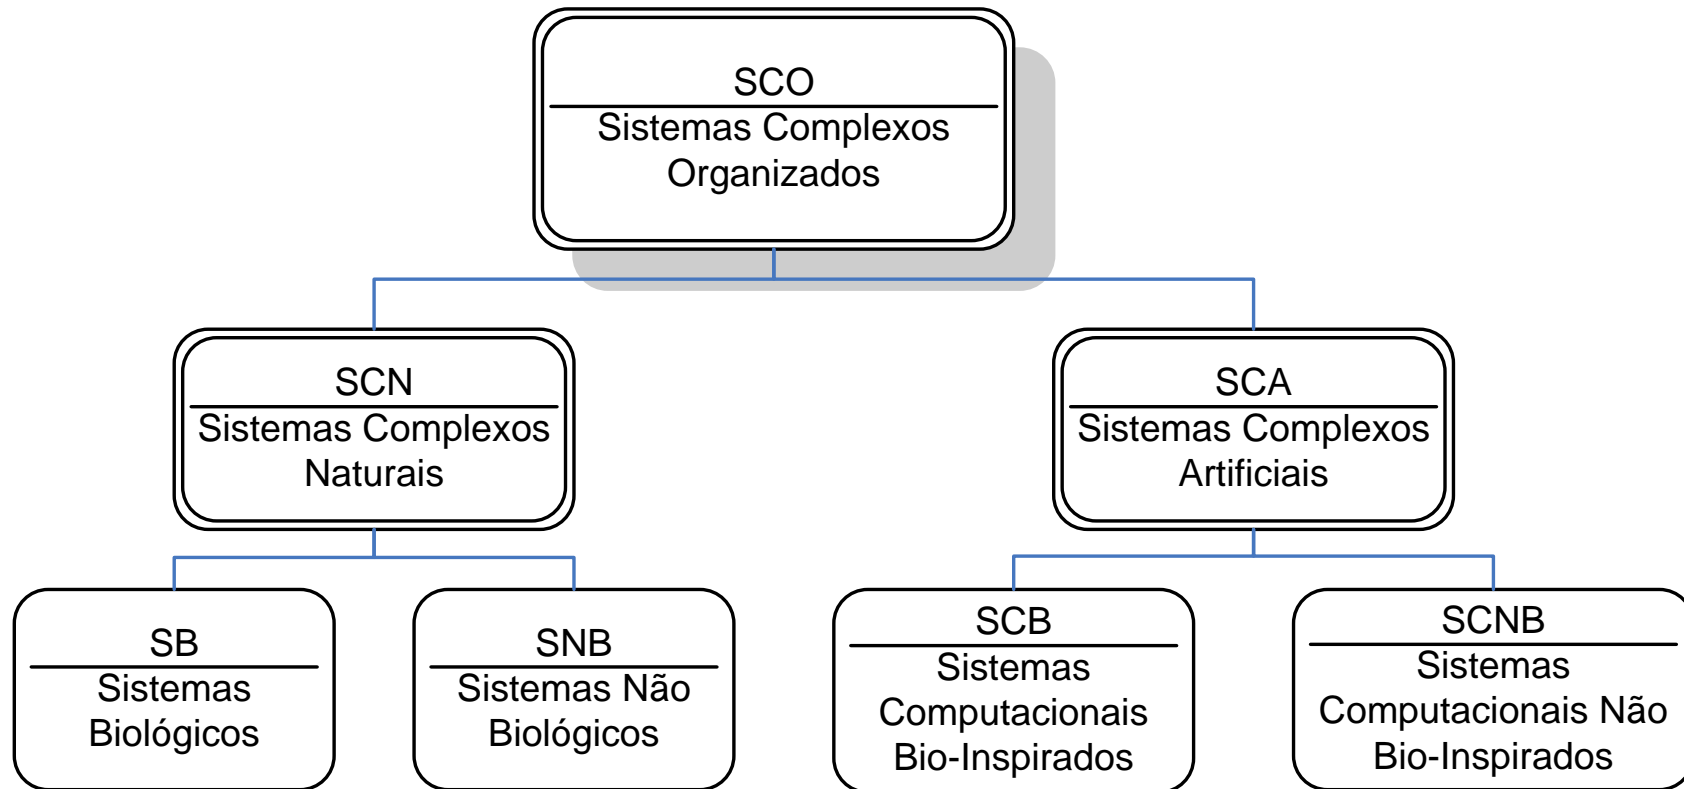 SCO
Sistemas Complexos
Organizados
SCN
Sistemas Complexos
Naturais
SCA
Sistemas Complexos
Artificiais
SB
Sistemas
Biológicos
SNB
Sistemas Não
Biológicos
SCB
Sistemas
Computacionais
Bio-Inspirados
SCNB
Sistemas
Computacionais Não
Bio-Inspirados